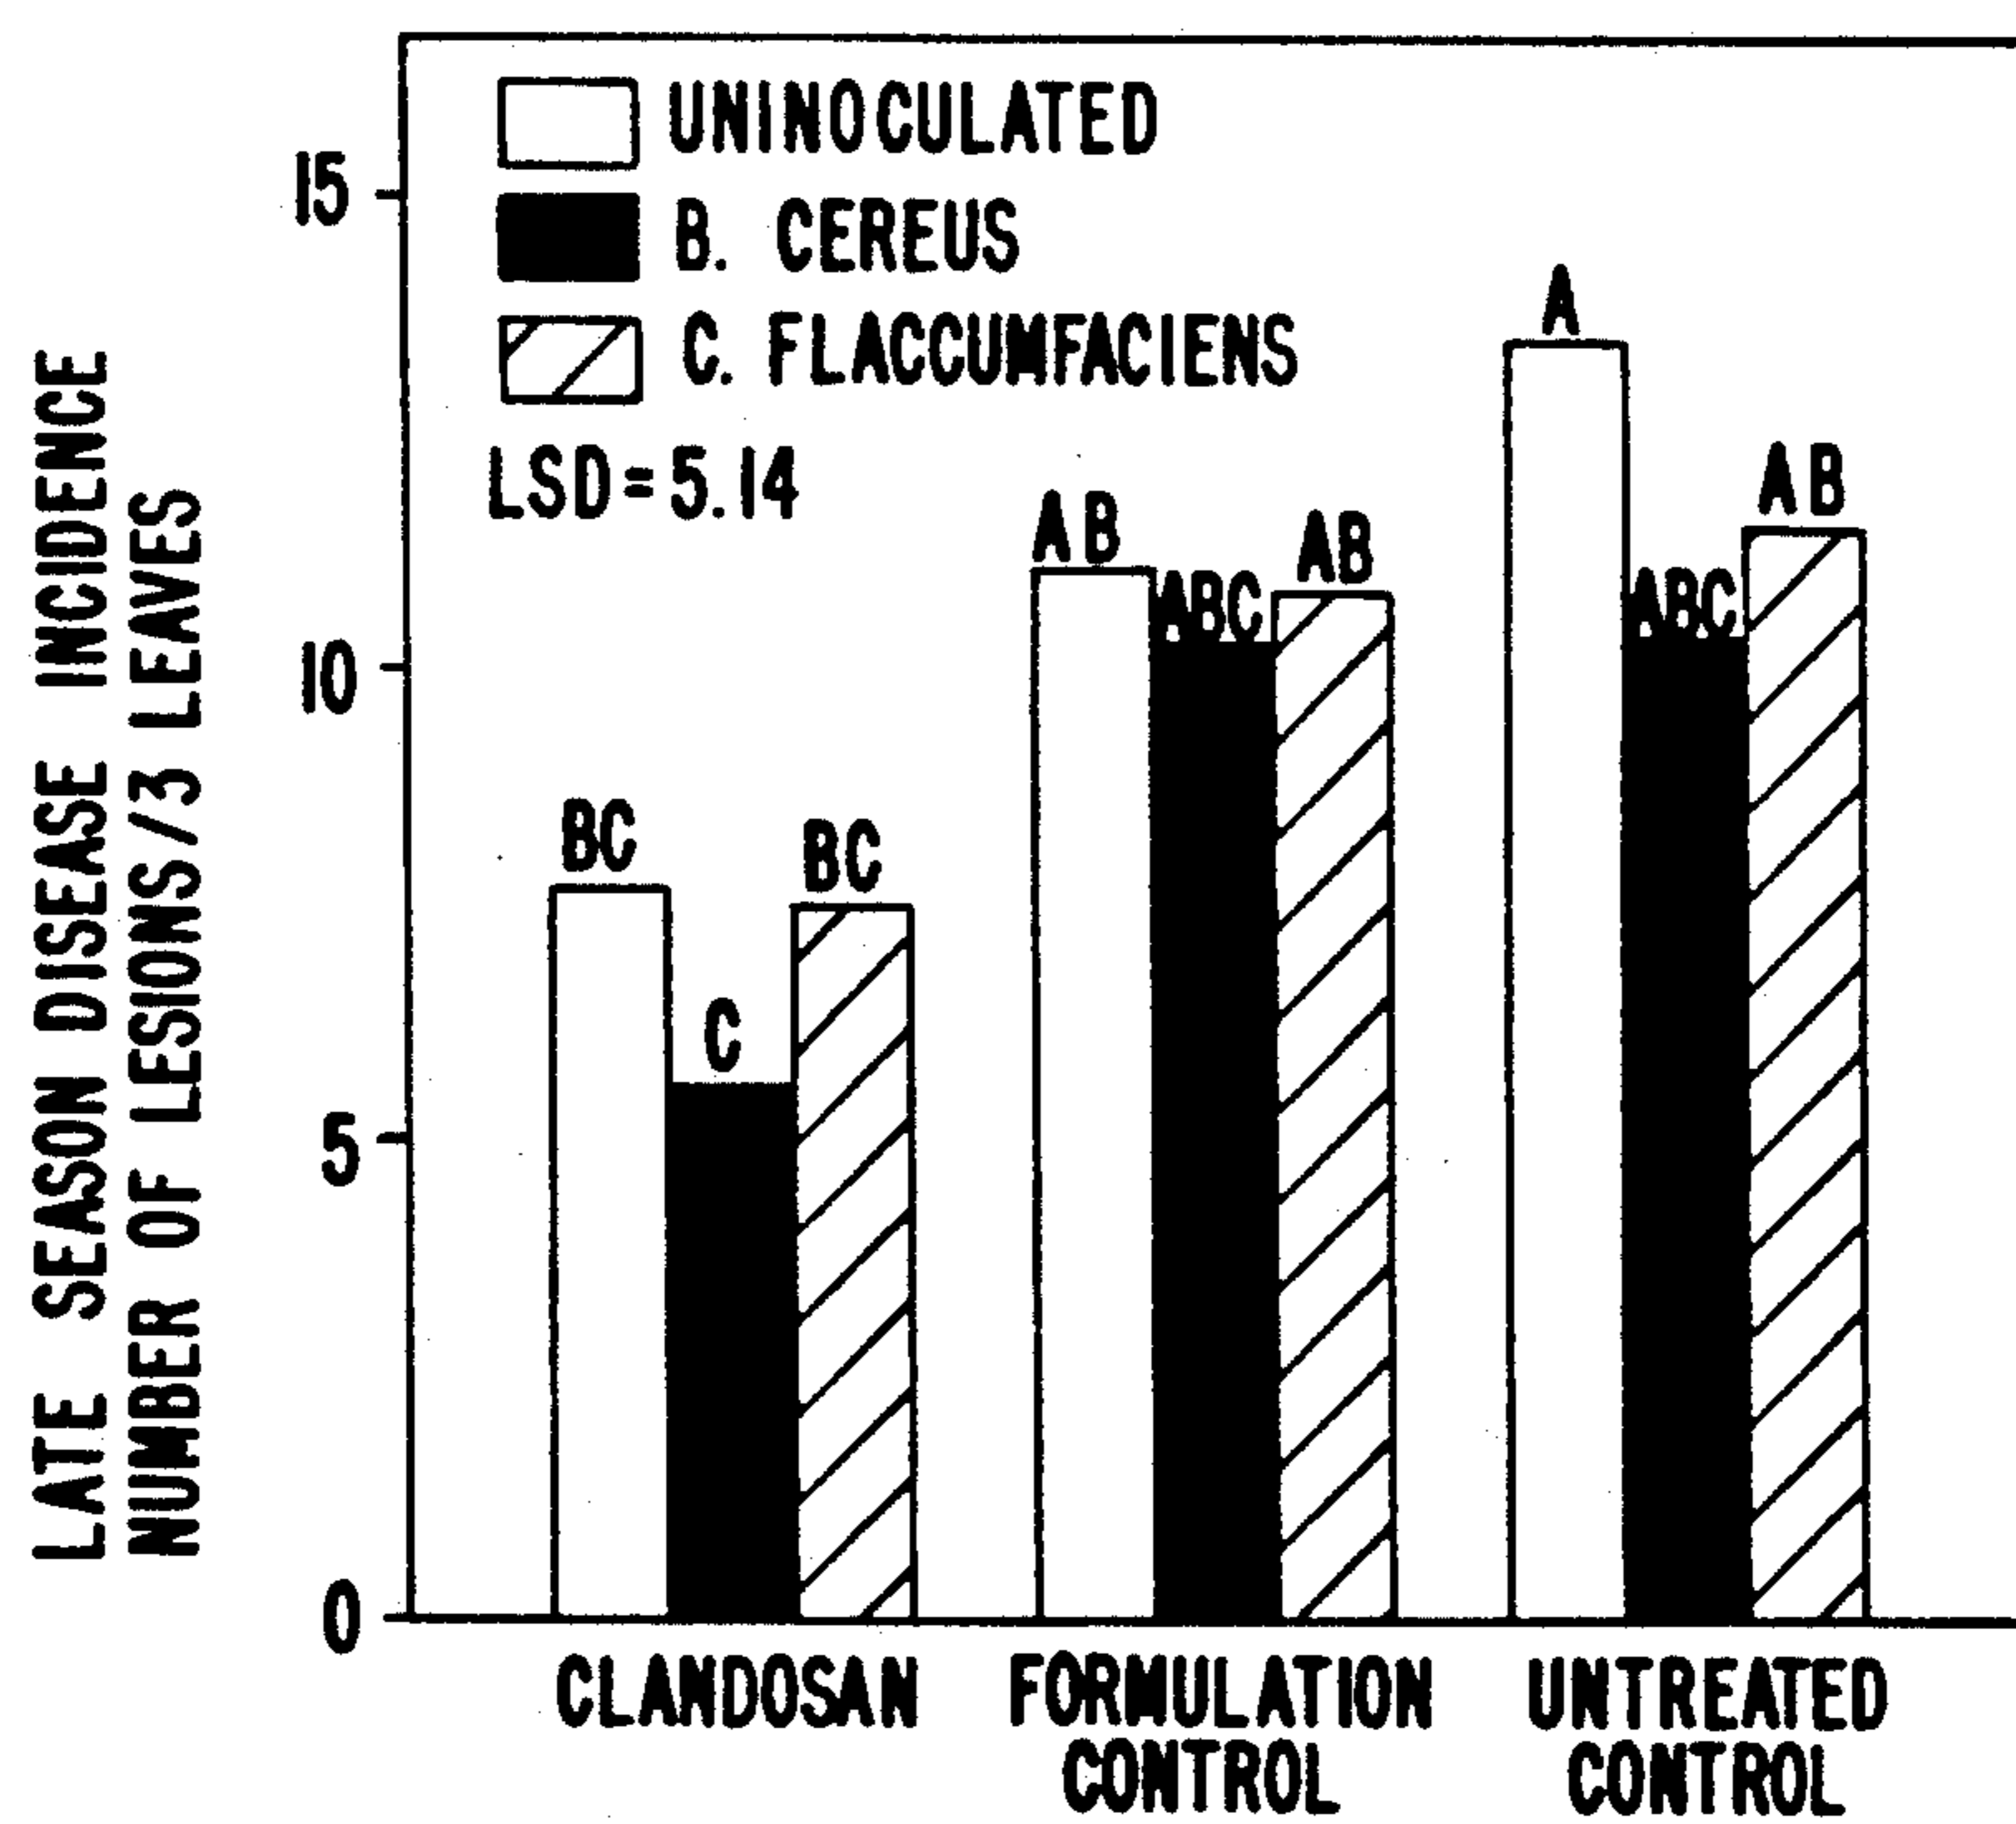 LATE SEASON DISEASE INCIDENCE
NUMBER OF LESIONS/3 LEAVES
15
10
5
0
UNINOCULATED
B. CEREUS
C. FLACCUMFACIENS
LSD=5.14
BC
C
BC
AB
ABC
AB
A
ABC
AB
CLANDOSAN
FORMULATION
CONTROL
UNTREATED
CONTROL